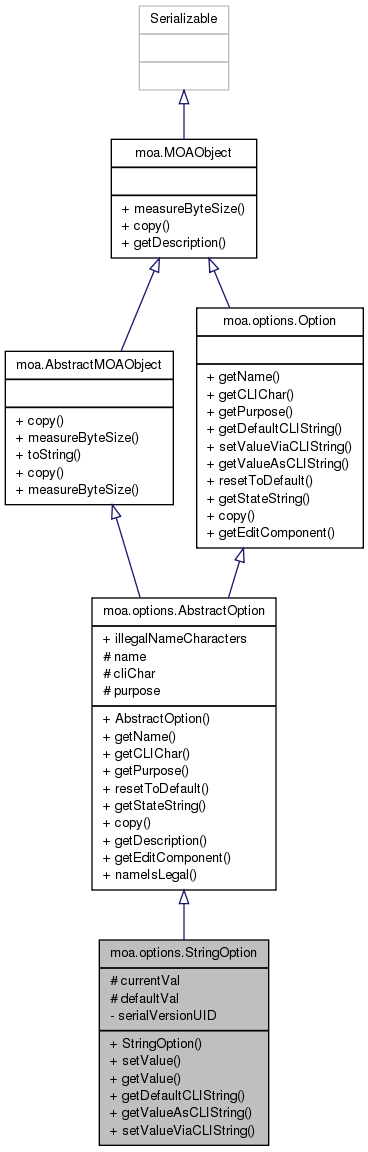 Serializable
moa.MOAObject
+ measureByteSize()
+ copy()
+ getDescription()
moa.options.Option
+ getName()
+ getCLIChar()
+ getPurpose()
+ getDefaultCLIString()
+ setValueViaCLIString()
+ getValueAsCLIString()
+ resetToDefault()
+ getStateString()
+ copy()
+ getEditComponent()
moa.AbstractMOAObject
+ copy()
+ measureByteSize()
+ toString()
+ copy()
+ measureByteSize()
moa.options.AbstractOption
+ illegalNameCharacters
# name
# cliChar
# purpose
+ AbstractOption()
+ getName()
+ getCLIChar()
+ getPurpose()
+ resetToDefault()
+ getStateString()
+ copy()
+ getDescription()
+ getEditComponent()
+ nameIsLegal()
moa.options.StringOption
# currentVal
# defaultVal
- serialVersionUID
+ StringOption()
+ setValue()
+ getValue()
+ getDefaultCLIString()
+ getValueAsCLIString()
+ setValueViaCLIString()